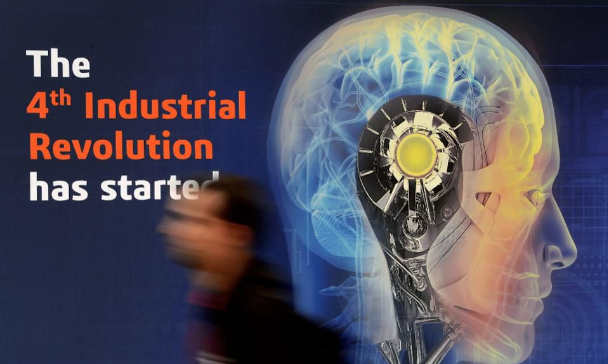 The
4th Industrial
Revolution
has started